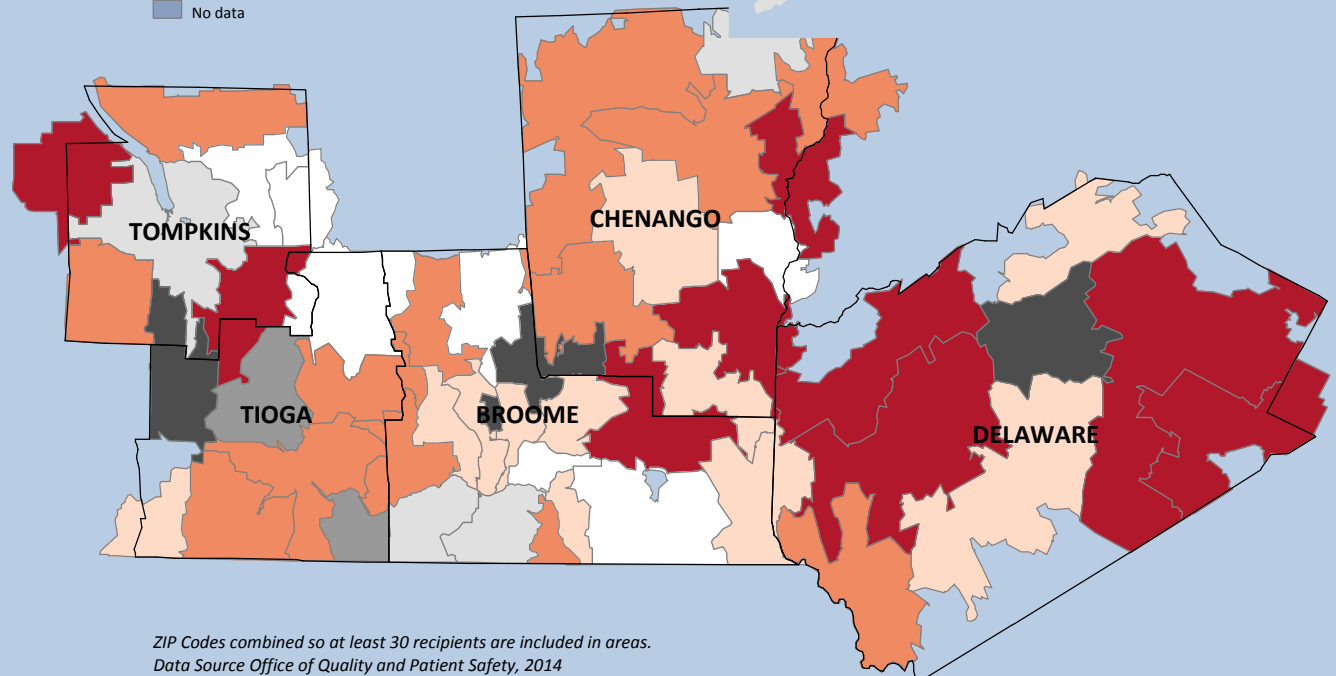 No data
CHENANGO
TOMPKINS
TIOGA
BROOME
DELAWARE
ZIP Codes combined so at least 30 recipients are included in areas.
Data Source Office of Quality and Patient Safety, 2014